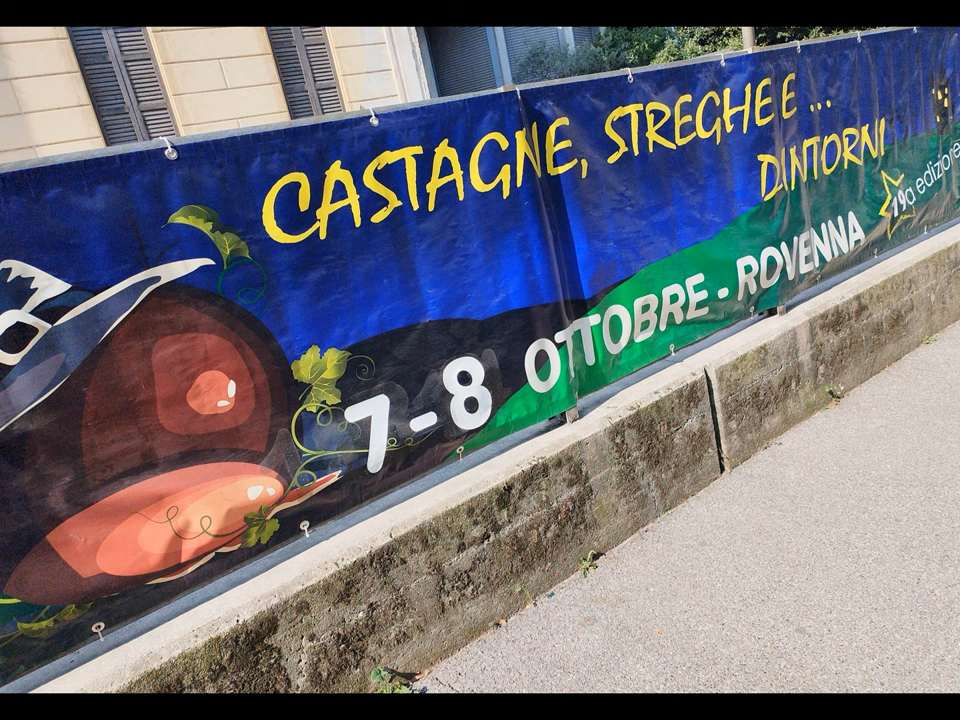 CASTAGNE, STREGHE E ...
DINTORNI
19a edizione
7-8 OTTOBRE - ROVENNA